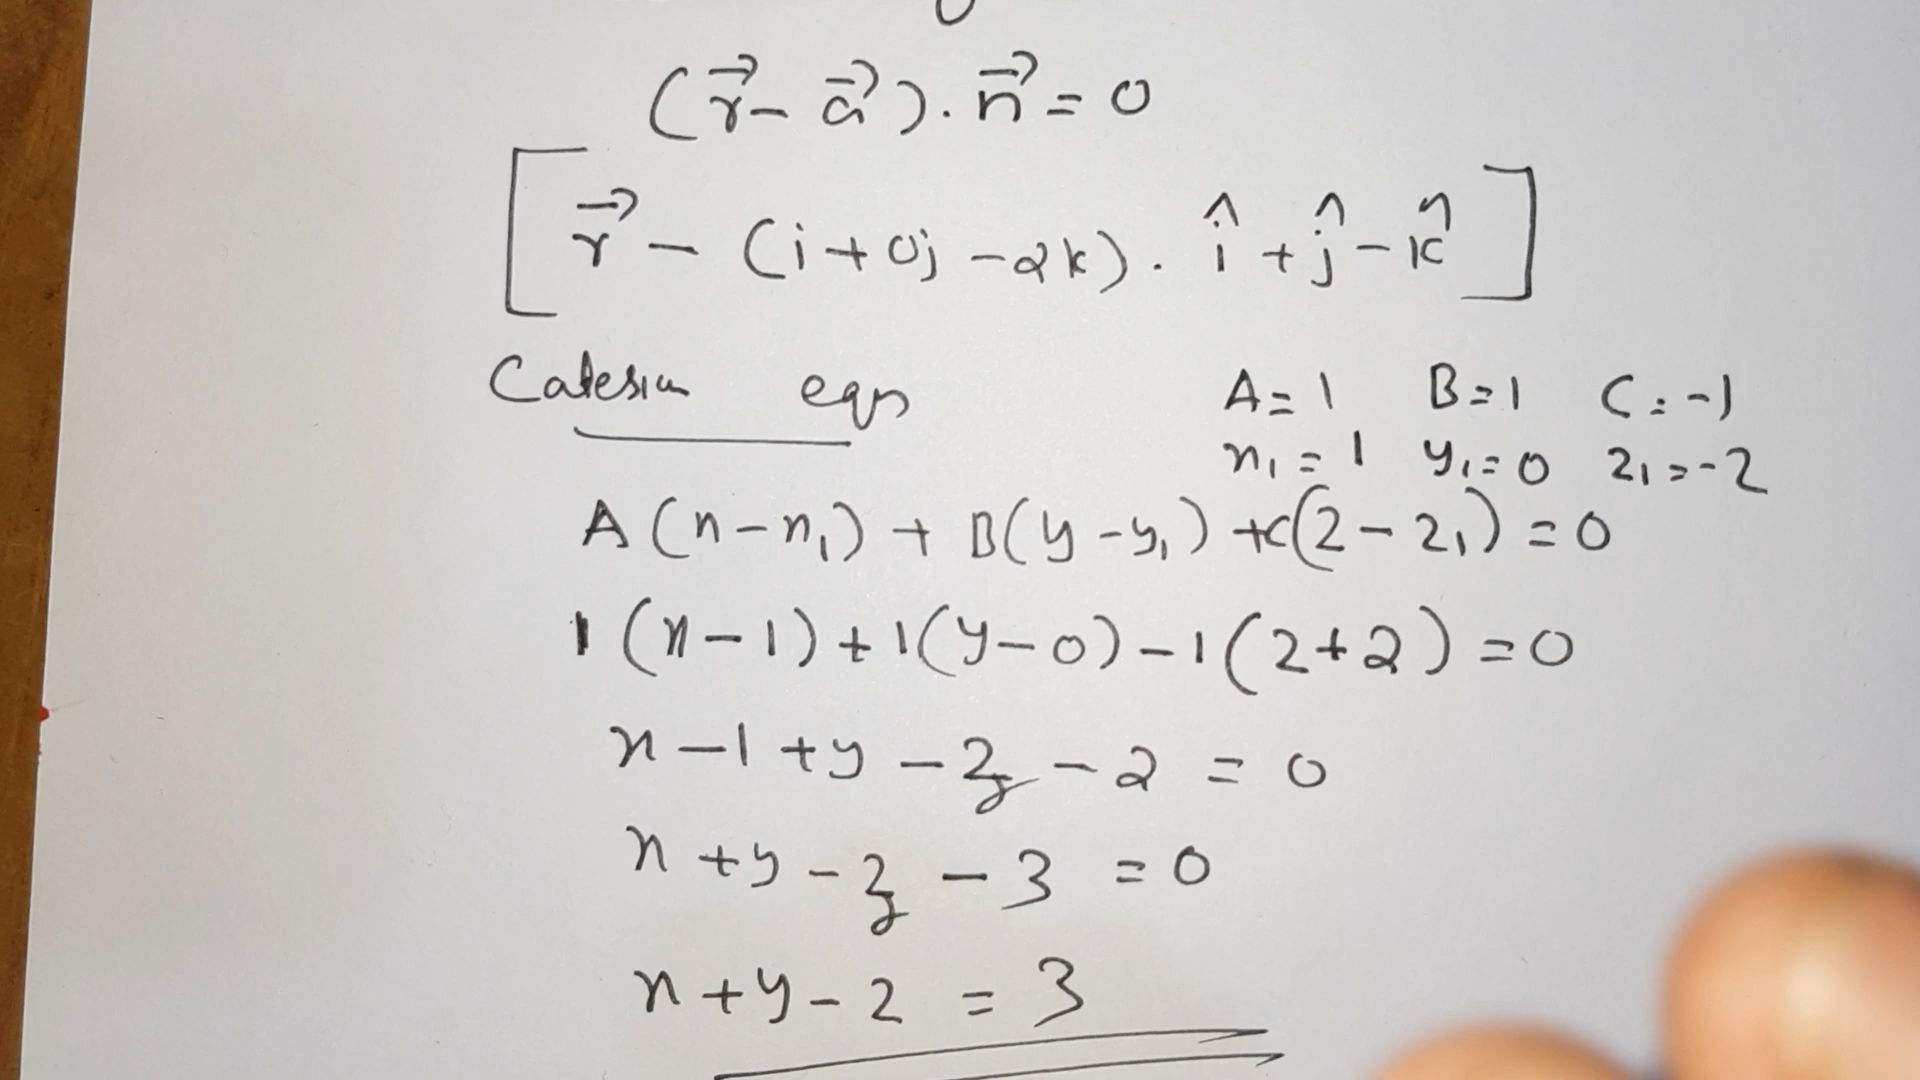 (r⃗ - a⃗). n⃗ = 0
[r⃗ - (i + 0j - 2k). î + ĵ - k̂]
Catesian eqn
A = 1 B = 1 C = -1
x₁ = 1 y₁ = 0 z₁ = -2
A(x - x₁) + B(y - y₁) + C(z - z₁) = 0
1(x - 1) + 1(y - 0) - 1(z + 2) = 0
x - 1 + y - z - 2 = 0
x + y - z - 3 = 0
x + y - z = 3